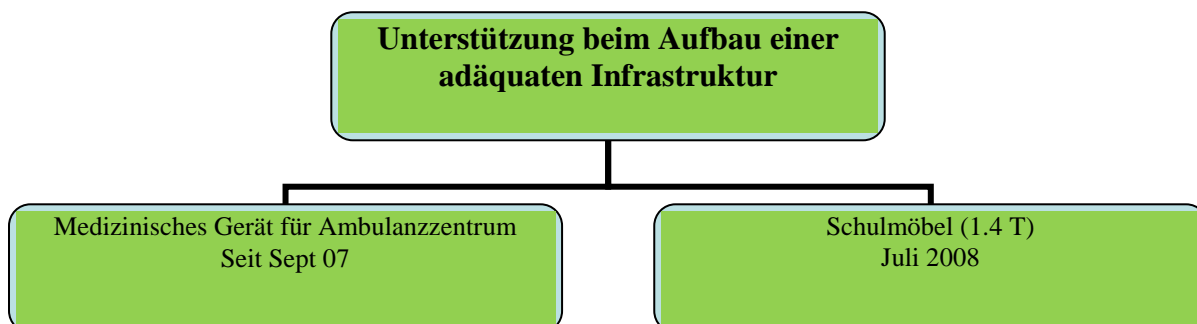 Unterstützung beim Aufbau einer
adäquaten Infrastruktur
Medizinisches Gerät für Ambulanzzentrum
Seit Sept 07
Schulmöbel (1.4 T)
Juli 2008